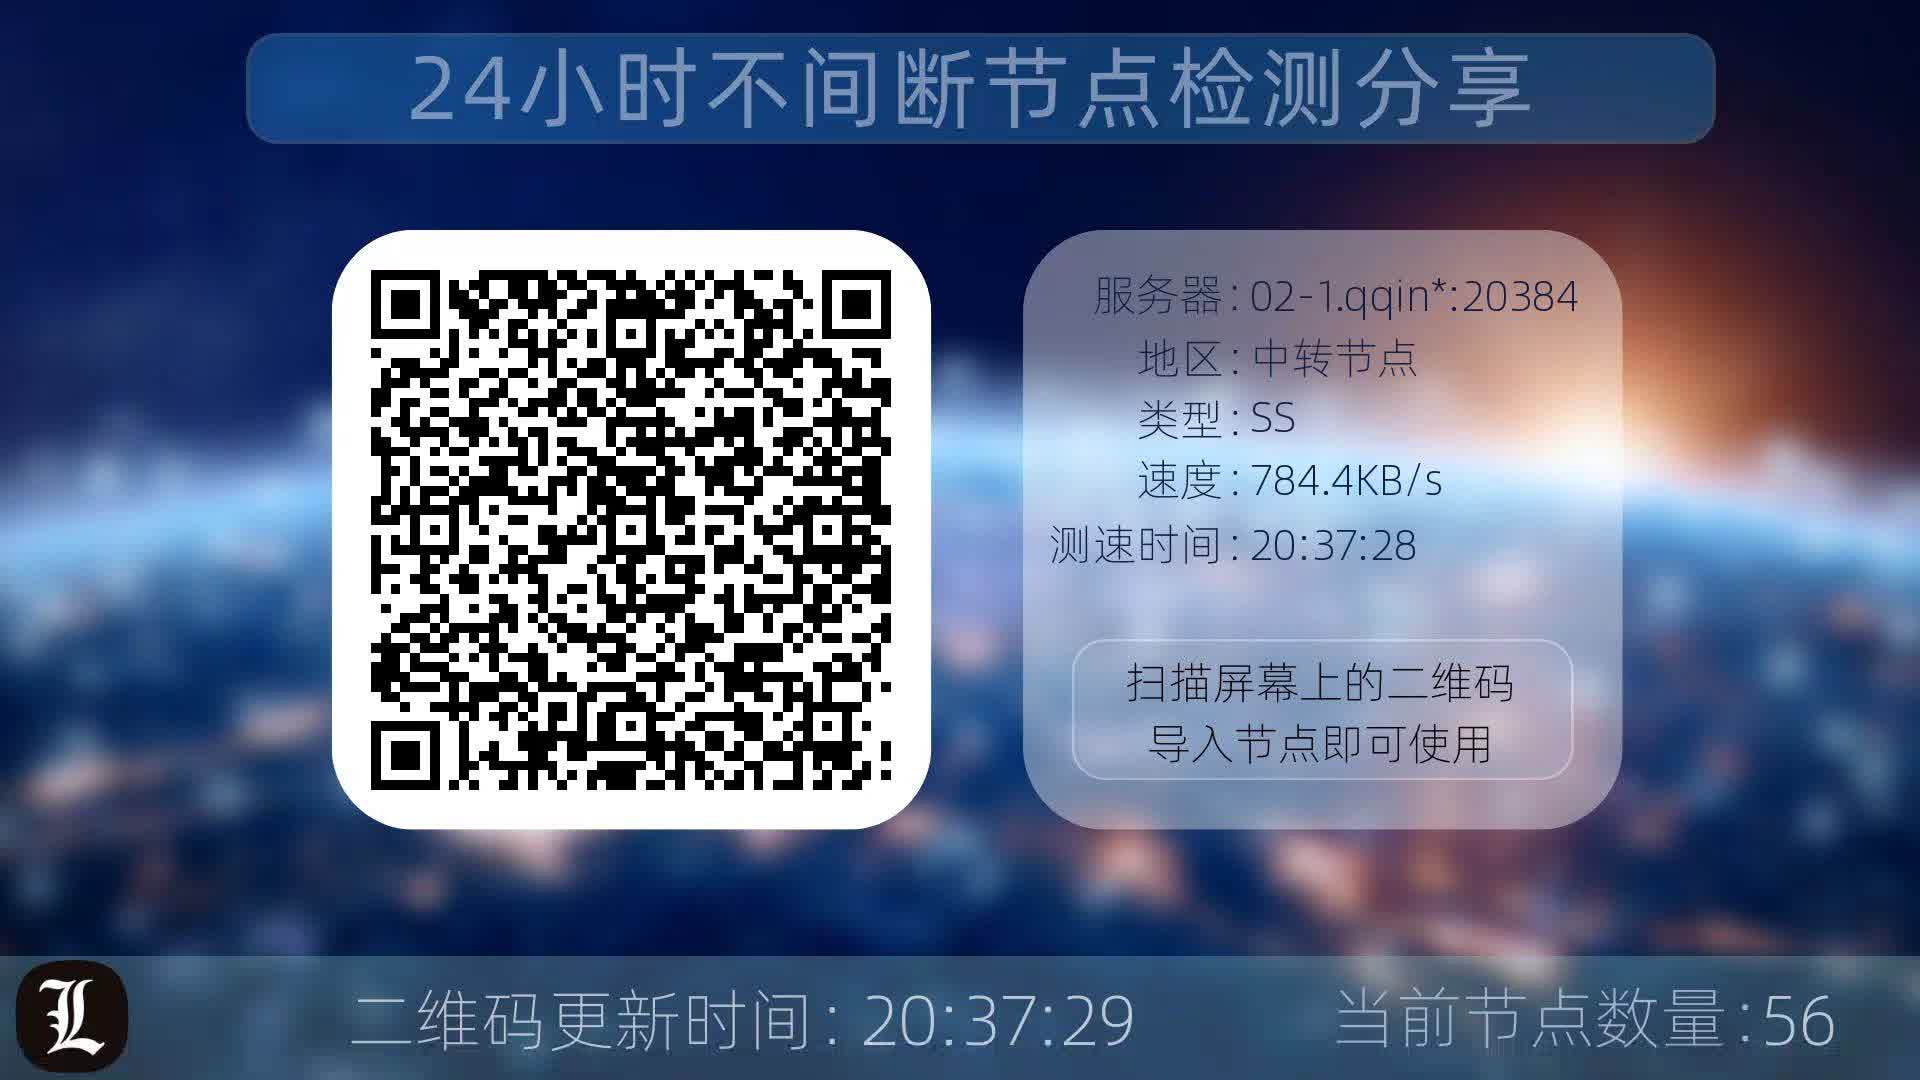 24小时不间断节点检测分享
服务器:02-1.qqin*:20384
地区:中转节点
类型:SS
速度:784.4KB/s
测速时间:20:37:28
扫描屏幕上的二维码
导入节点即可使用
L
二维码更新时间:20:37:29
当前节点数量:56